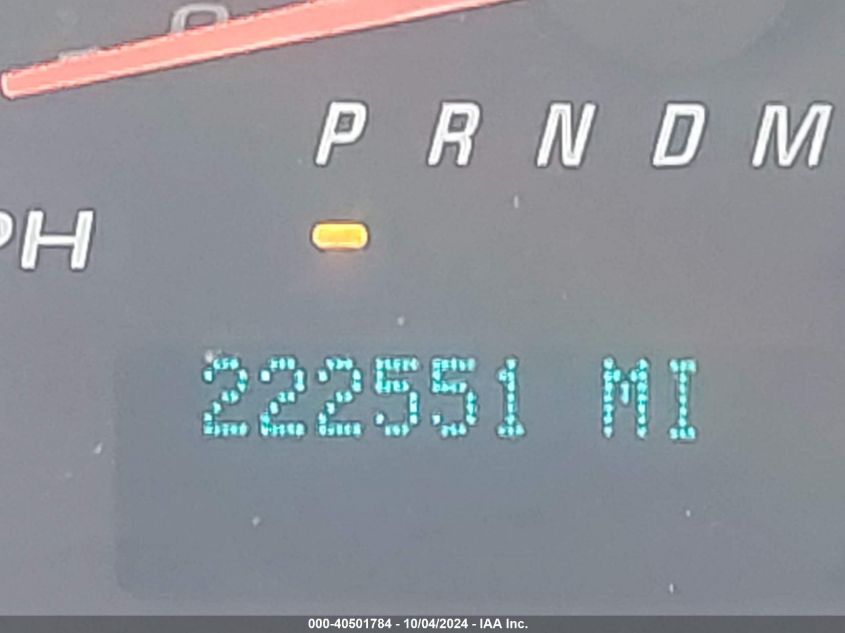 P R N D M
PH
222551 MI
000-40501784 - 10/04/2024 - IAA Inc.